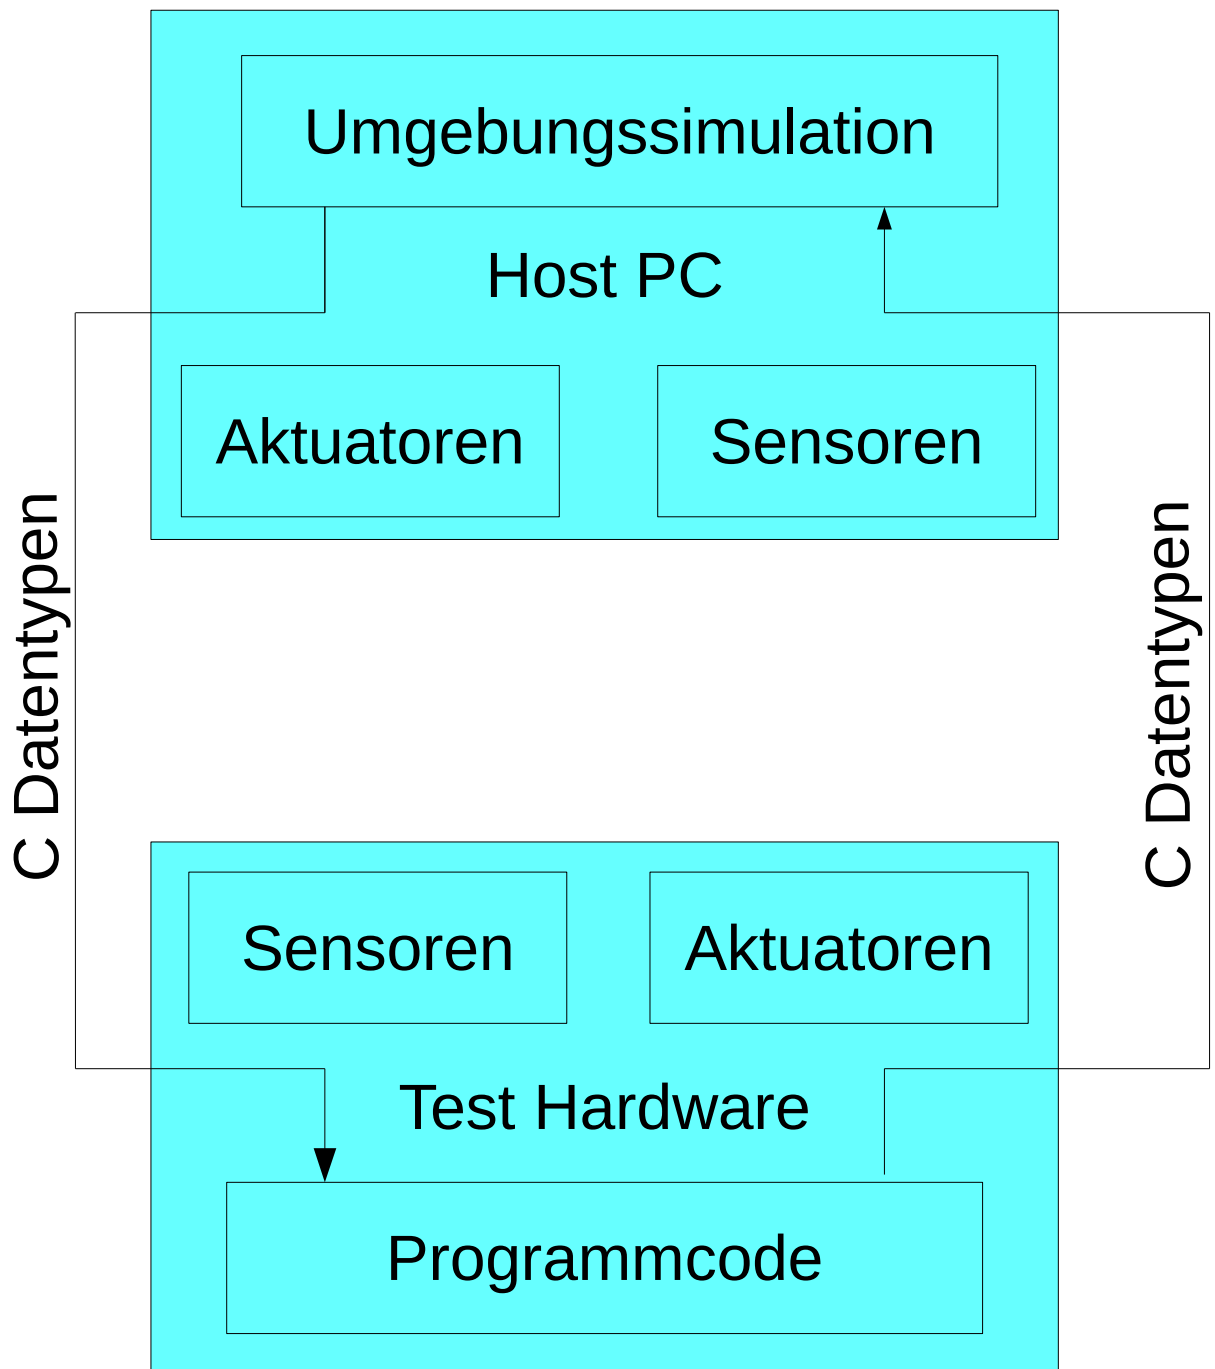 Umgebungssimulation
Host PC
Aktuatoren
Sensoren
C Datentypen
C Datentypen
Sensoren
Aktuatoren
Test Hardware
Programmcode